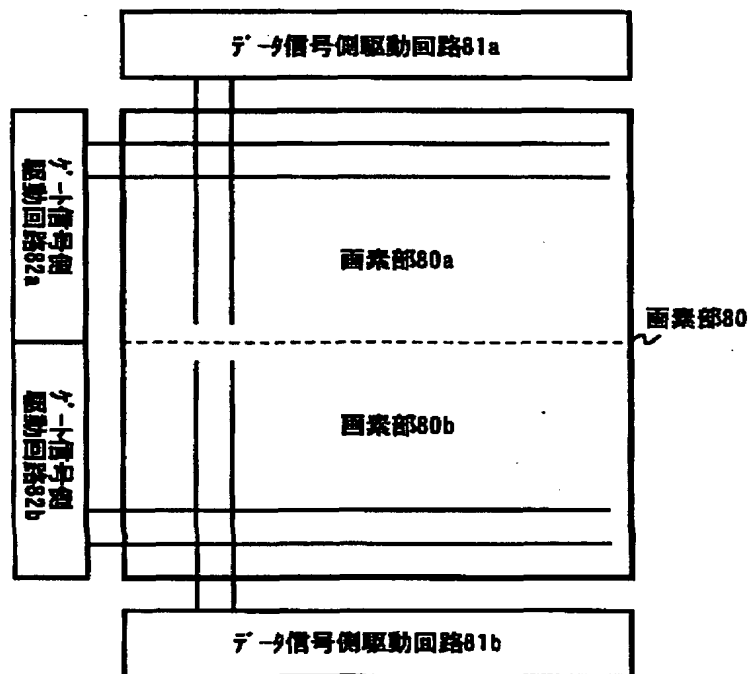 データ信号側駆動回路81a
ゲート信号側
駆動回路82a
画素部80a
画素部80
画素部80b
ゲート信号側
駆動回路82b
データ信号側駆動回路81b